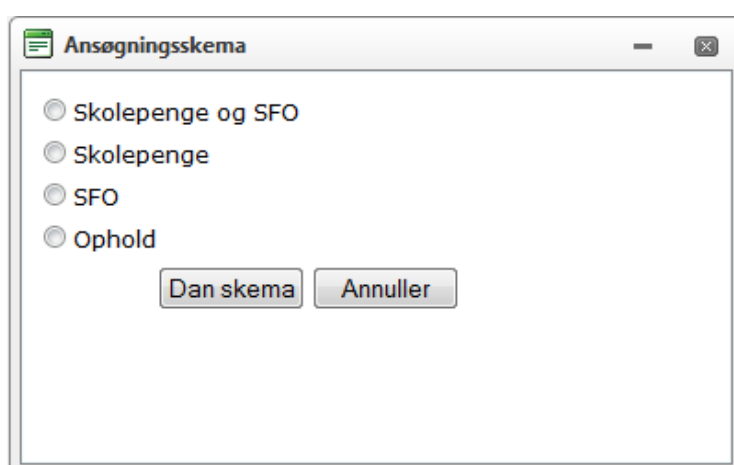 Ansøgningsskema
Skolepenge og SFO
Skolepenge
SFO
Ophold
Dan skema Annuller